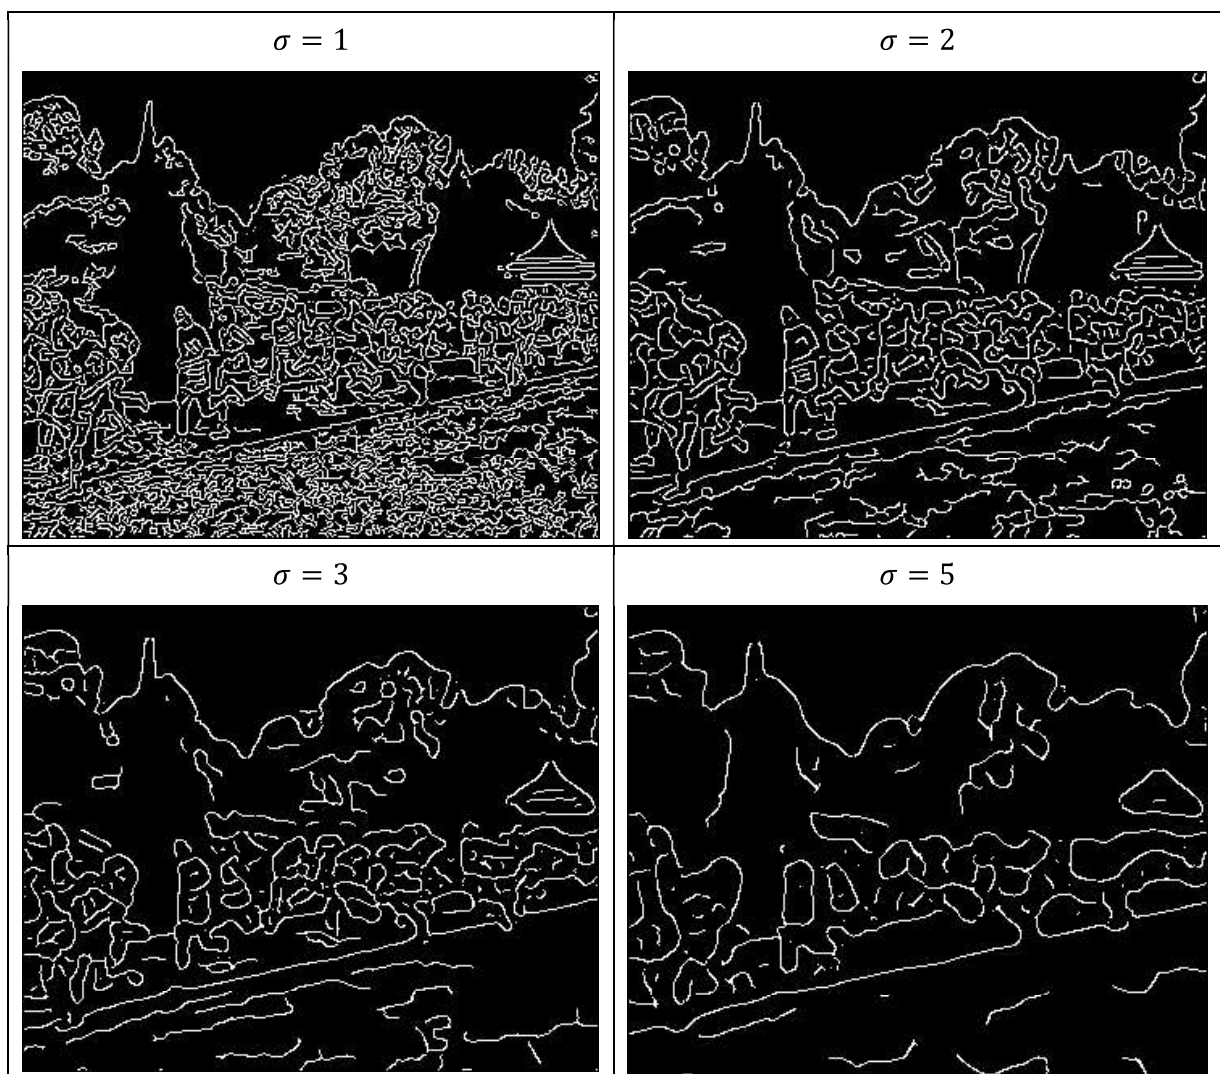 σ = 1
σ = 2
σ = 3
σ = 5